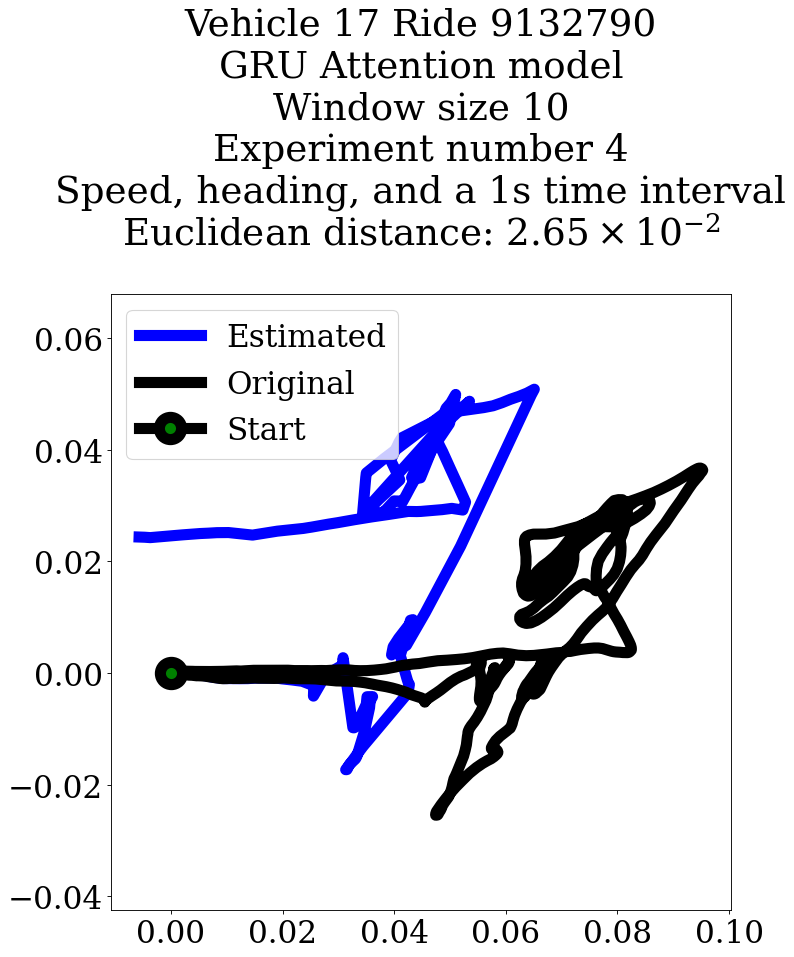 Vehicle 17 Ride 9132790
GRU Attention model
Window size 10
Experiment number 4
Speed, heading, and a 1s time interval
Euclidean distance: 2.65 × 10⁻²
Estimated
Original
Start
0.06
0.04
0.02
0.00
−0.02
−0.04
0.00 0.02 0.04 0.06 0.08 0.10